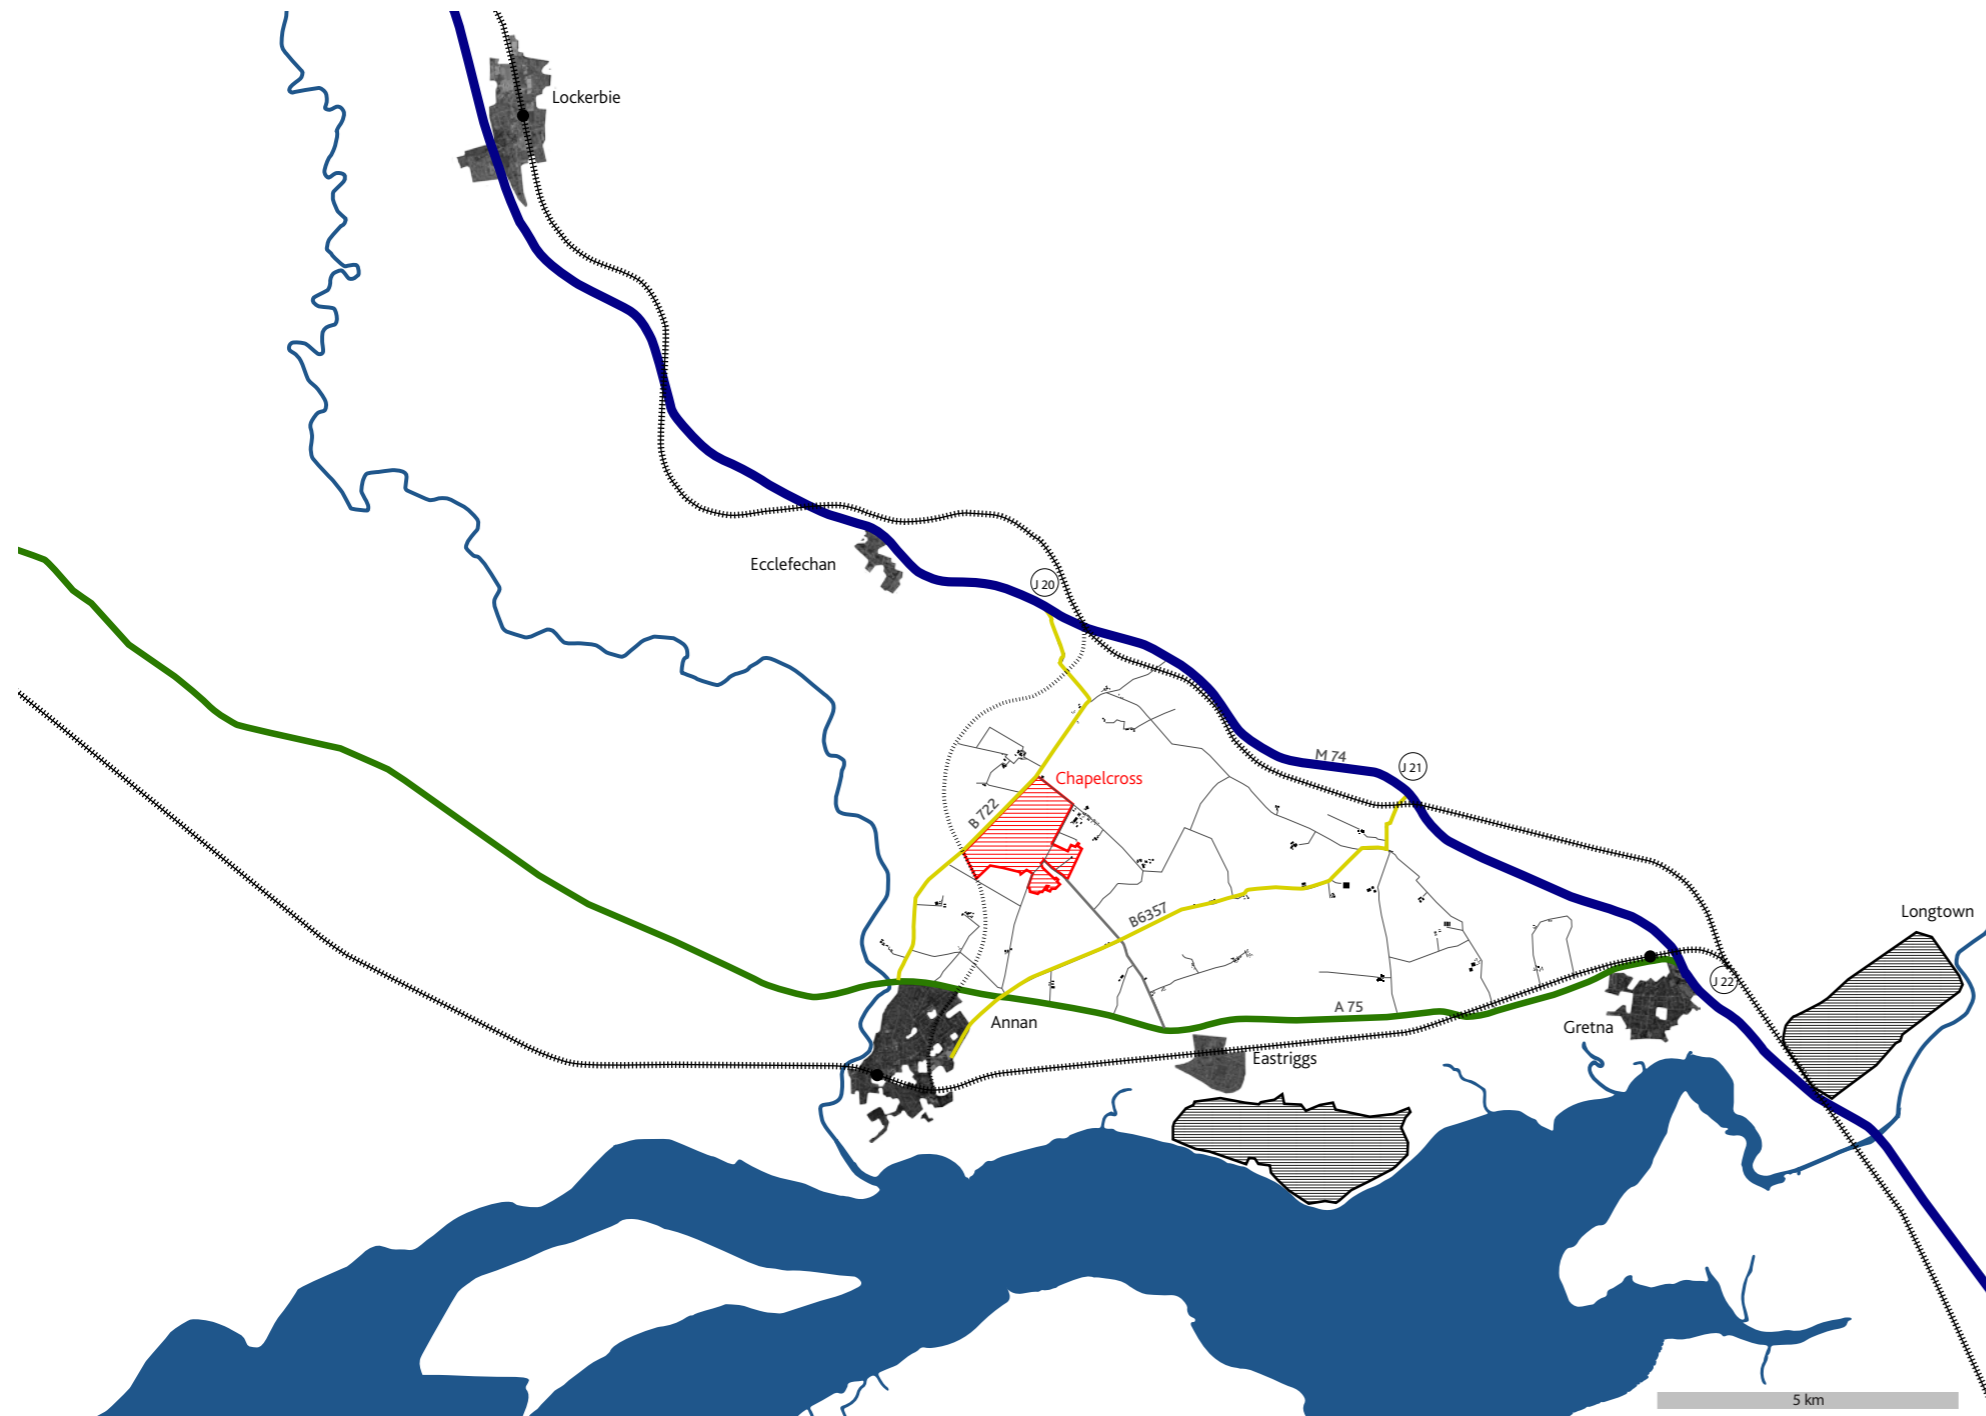 Lockerbie
Ecclefechan
J 20
M 74
J 21
Chapelcross
B 722
B6357
Longtown
J 22
A 75
Annan
Gretna
Eastriggs
5 km